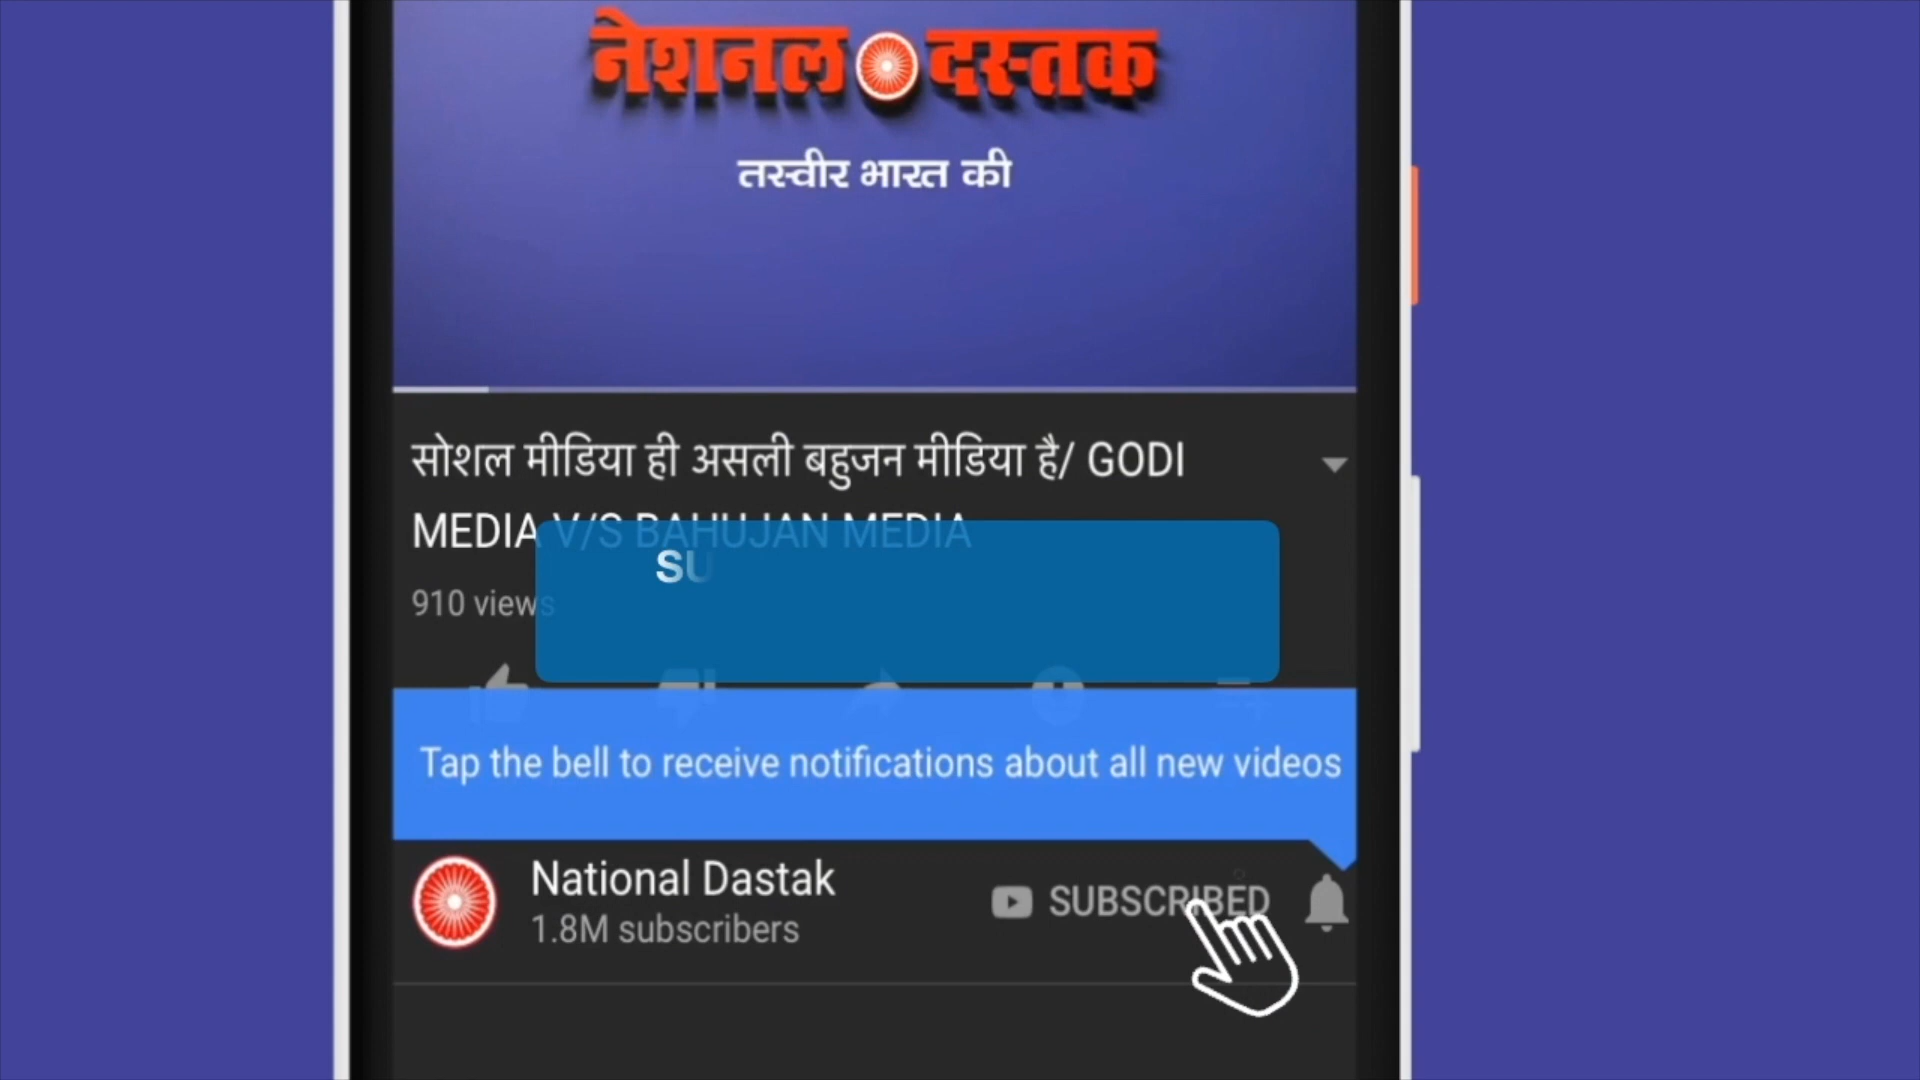 नेशनल दस्तक
तस्वीर भारत की
सोशल मीडिया ही असली बहुजन मीडिया है/ GODI
MEDIA V/S BAHUJAN MEDIA
SU
910 views
Tap the bell to receive notifications about all new videos
National Dastak
1.8M subscribers
SUBSCRIBED